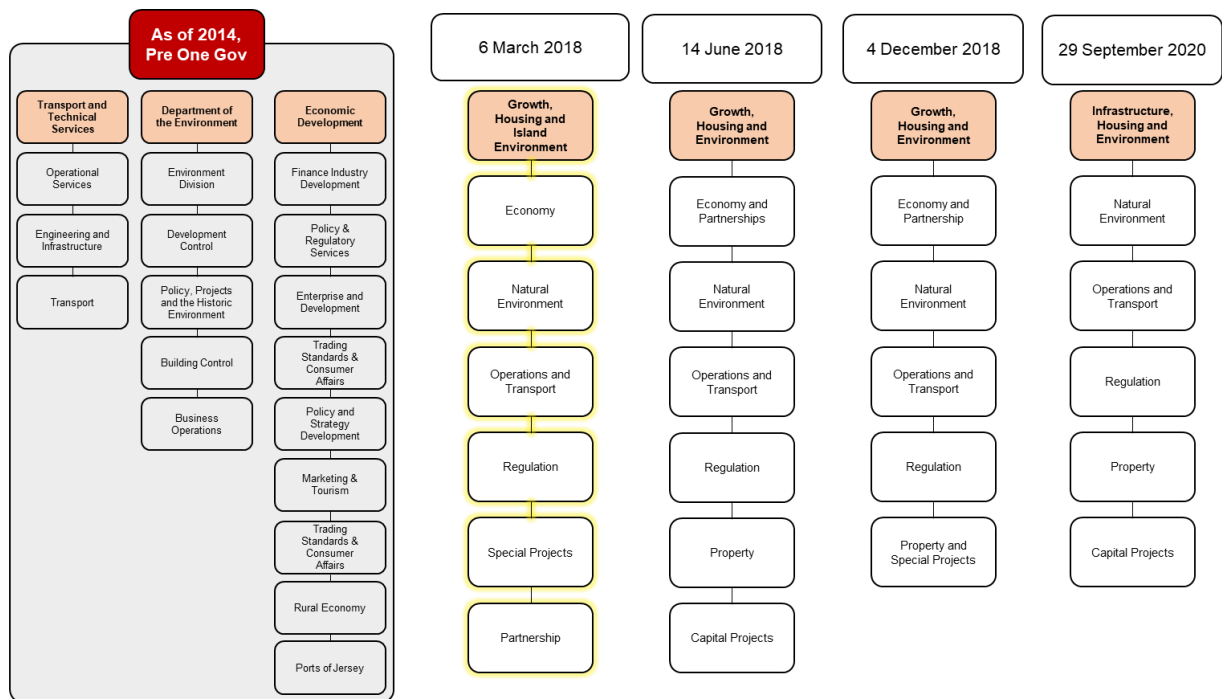 As of 2014,
Pre One Gov
Transport and
Technical
Services
Operational
Services
Engineering and
Infrastructure
Transport
Department of
the Environment
Environment
Division
Development
Control
Policy, Projects
and the Historic
Environment
Building Control
Business
Operations
Economic
Development
Finance Industry
Development
Policy &
Regulatory
Services
Enterprise and
Development
Trading
Standards &
Consumer
Affairs
Policy and
Strategy
Development
Marketing &
Tourism
Trading
Standards &
Consumer
Affairs
Rural Economy
Ports of Jersey
6 March 2018
Growth,
Housing and
Island
Environment
Economy
Natural
Environment
Operations and
Transport
Regulation
Special Projects
Partnership
14 June 2018
Growth,
Housing and
Environment
Economy and
Partnerships
Natural
Environment
Operations and
Transport
Regulation
Property
Capital Projects
4 December 2018
Growth,
Housing and
Environment
Economy and
Partnership
Natural
Environment
Operations and
Transport
Regulation
Property and
Special Projects
29 September 2020
Infrastructure,
Housing and
Environment
Natural
Environment
Operations and
Transport
Regulation
Property
Capital Projects